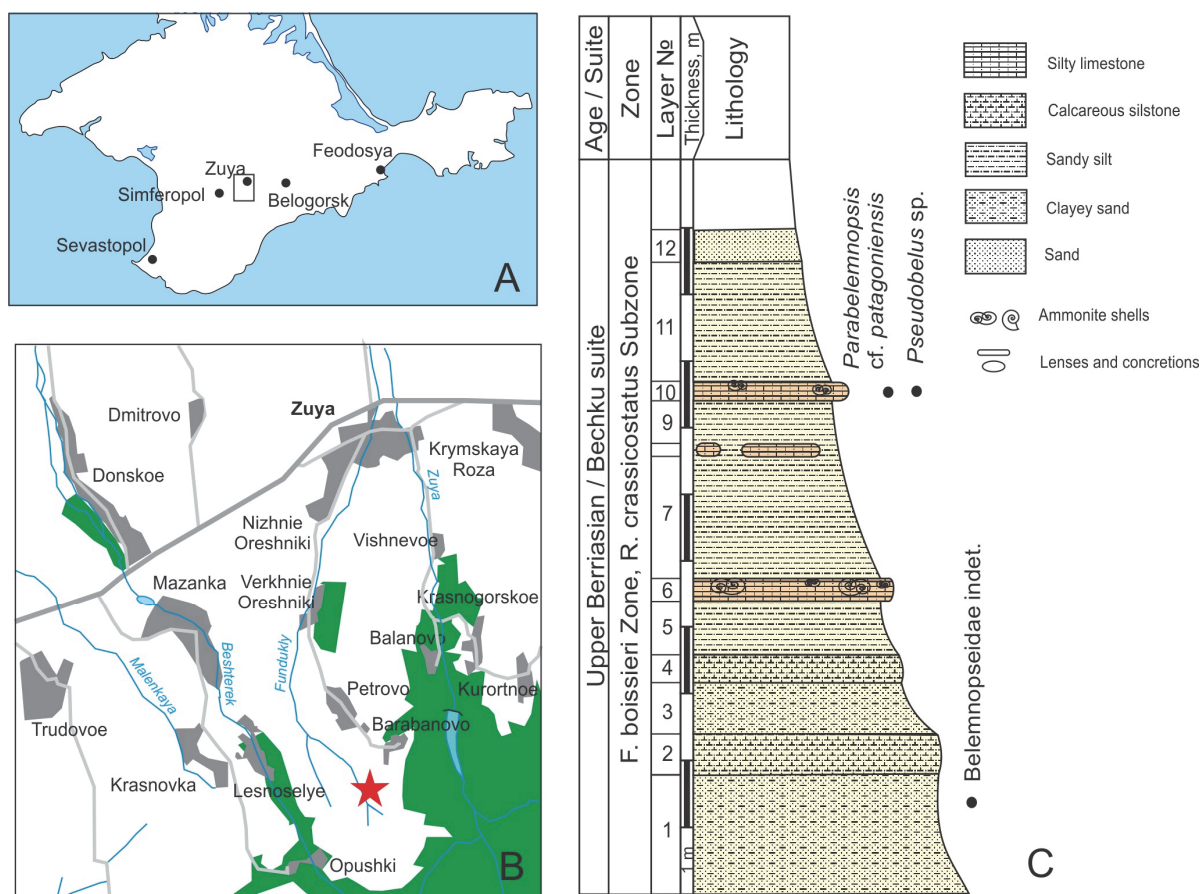 Feodosya
Zuya
Simferopol
Belogorsk
Sevastopol
A
Dmitrovo
Zuya
Krymskaya
Roza
Donskoe
Zuya
Nizhnie
Oreshniki
Vishnevoe
Mazanka
Verkhnie
Oreshniki
Krasnogorskoe
Balanovo
Beshterek
Fundukly
Malenkaya
Petrovo
Kurortnoe
Trudovoe
Barabanovo
Krasnovka
Lesnoselye
Opushki
B
Age / Suite
Zone
Layer №
Thickness, m
Lithology
Upper Berriasian / Bechku suite
F. boissieri Zone, R. crassicostatus Subzone
12
11
10
9
7
6
5
4
3
2
1
1 m
Parabelemnopsis
cf. patagoniensis
Pseudobelus sp.
Belemnopseidae indet.
Silty limestone
Calcareous silstone
Sandy silt
Clayey sand
Sand
Ammonite shells
Lenses and concretions
C